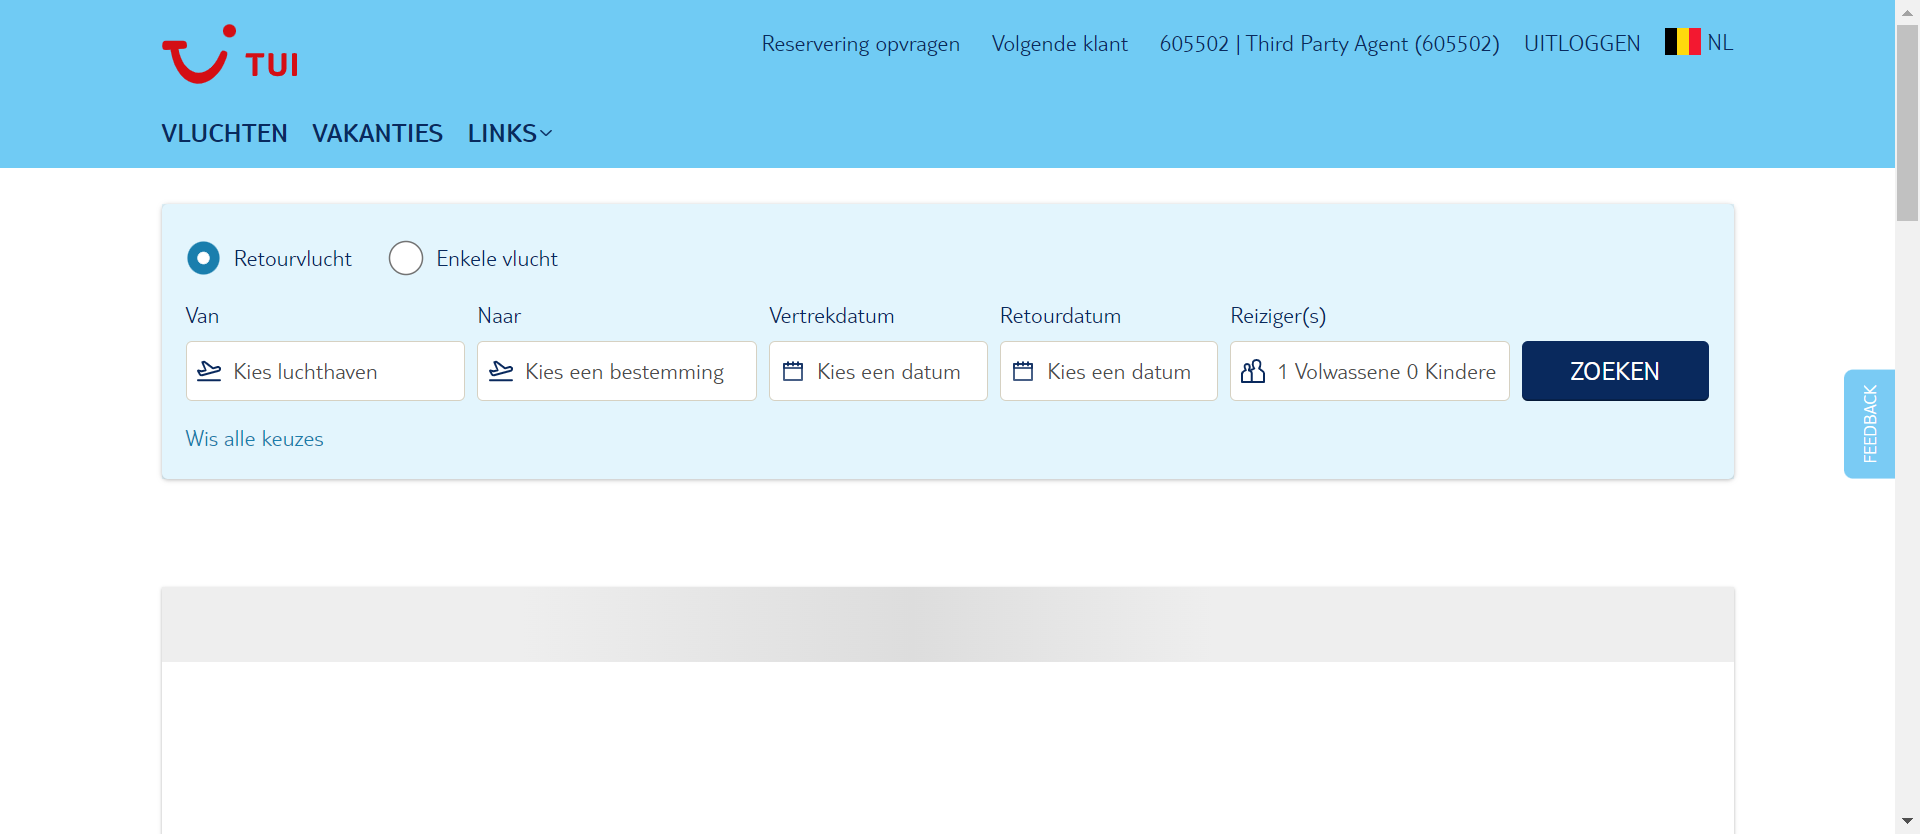 TUI
Reservering opvragen
Volgende klant
605502 | Third Party Agent (605502)
UITLOGGEN
NL
VLUCHTEN
VAKANTIES
LINKS
Retourvlucht
Enkele vlucht
Van
Naar
Vertrekdatum
Retourdatum
Reiziger(s)
Kies luchthaven
Kies een bestemming
Kies een datum
Kies een datum
1 Volwassene 0 Kindere
ZOEKEN
Wis alle keuzes
FEEDBACK